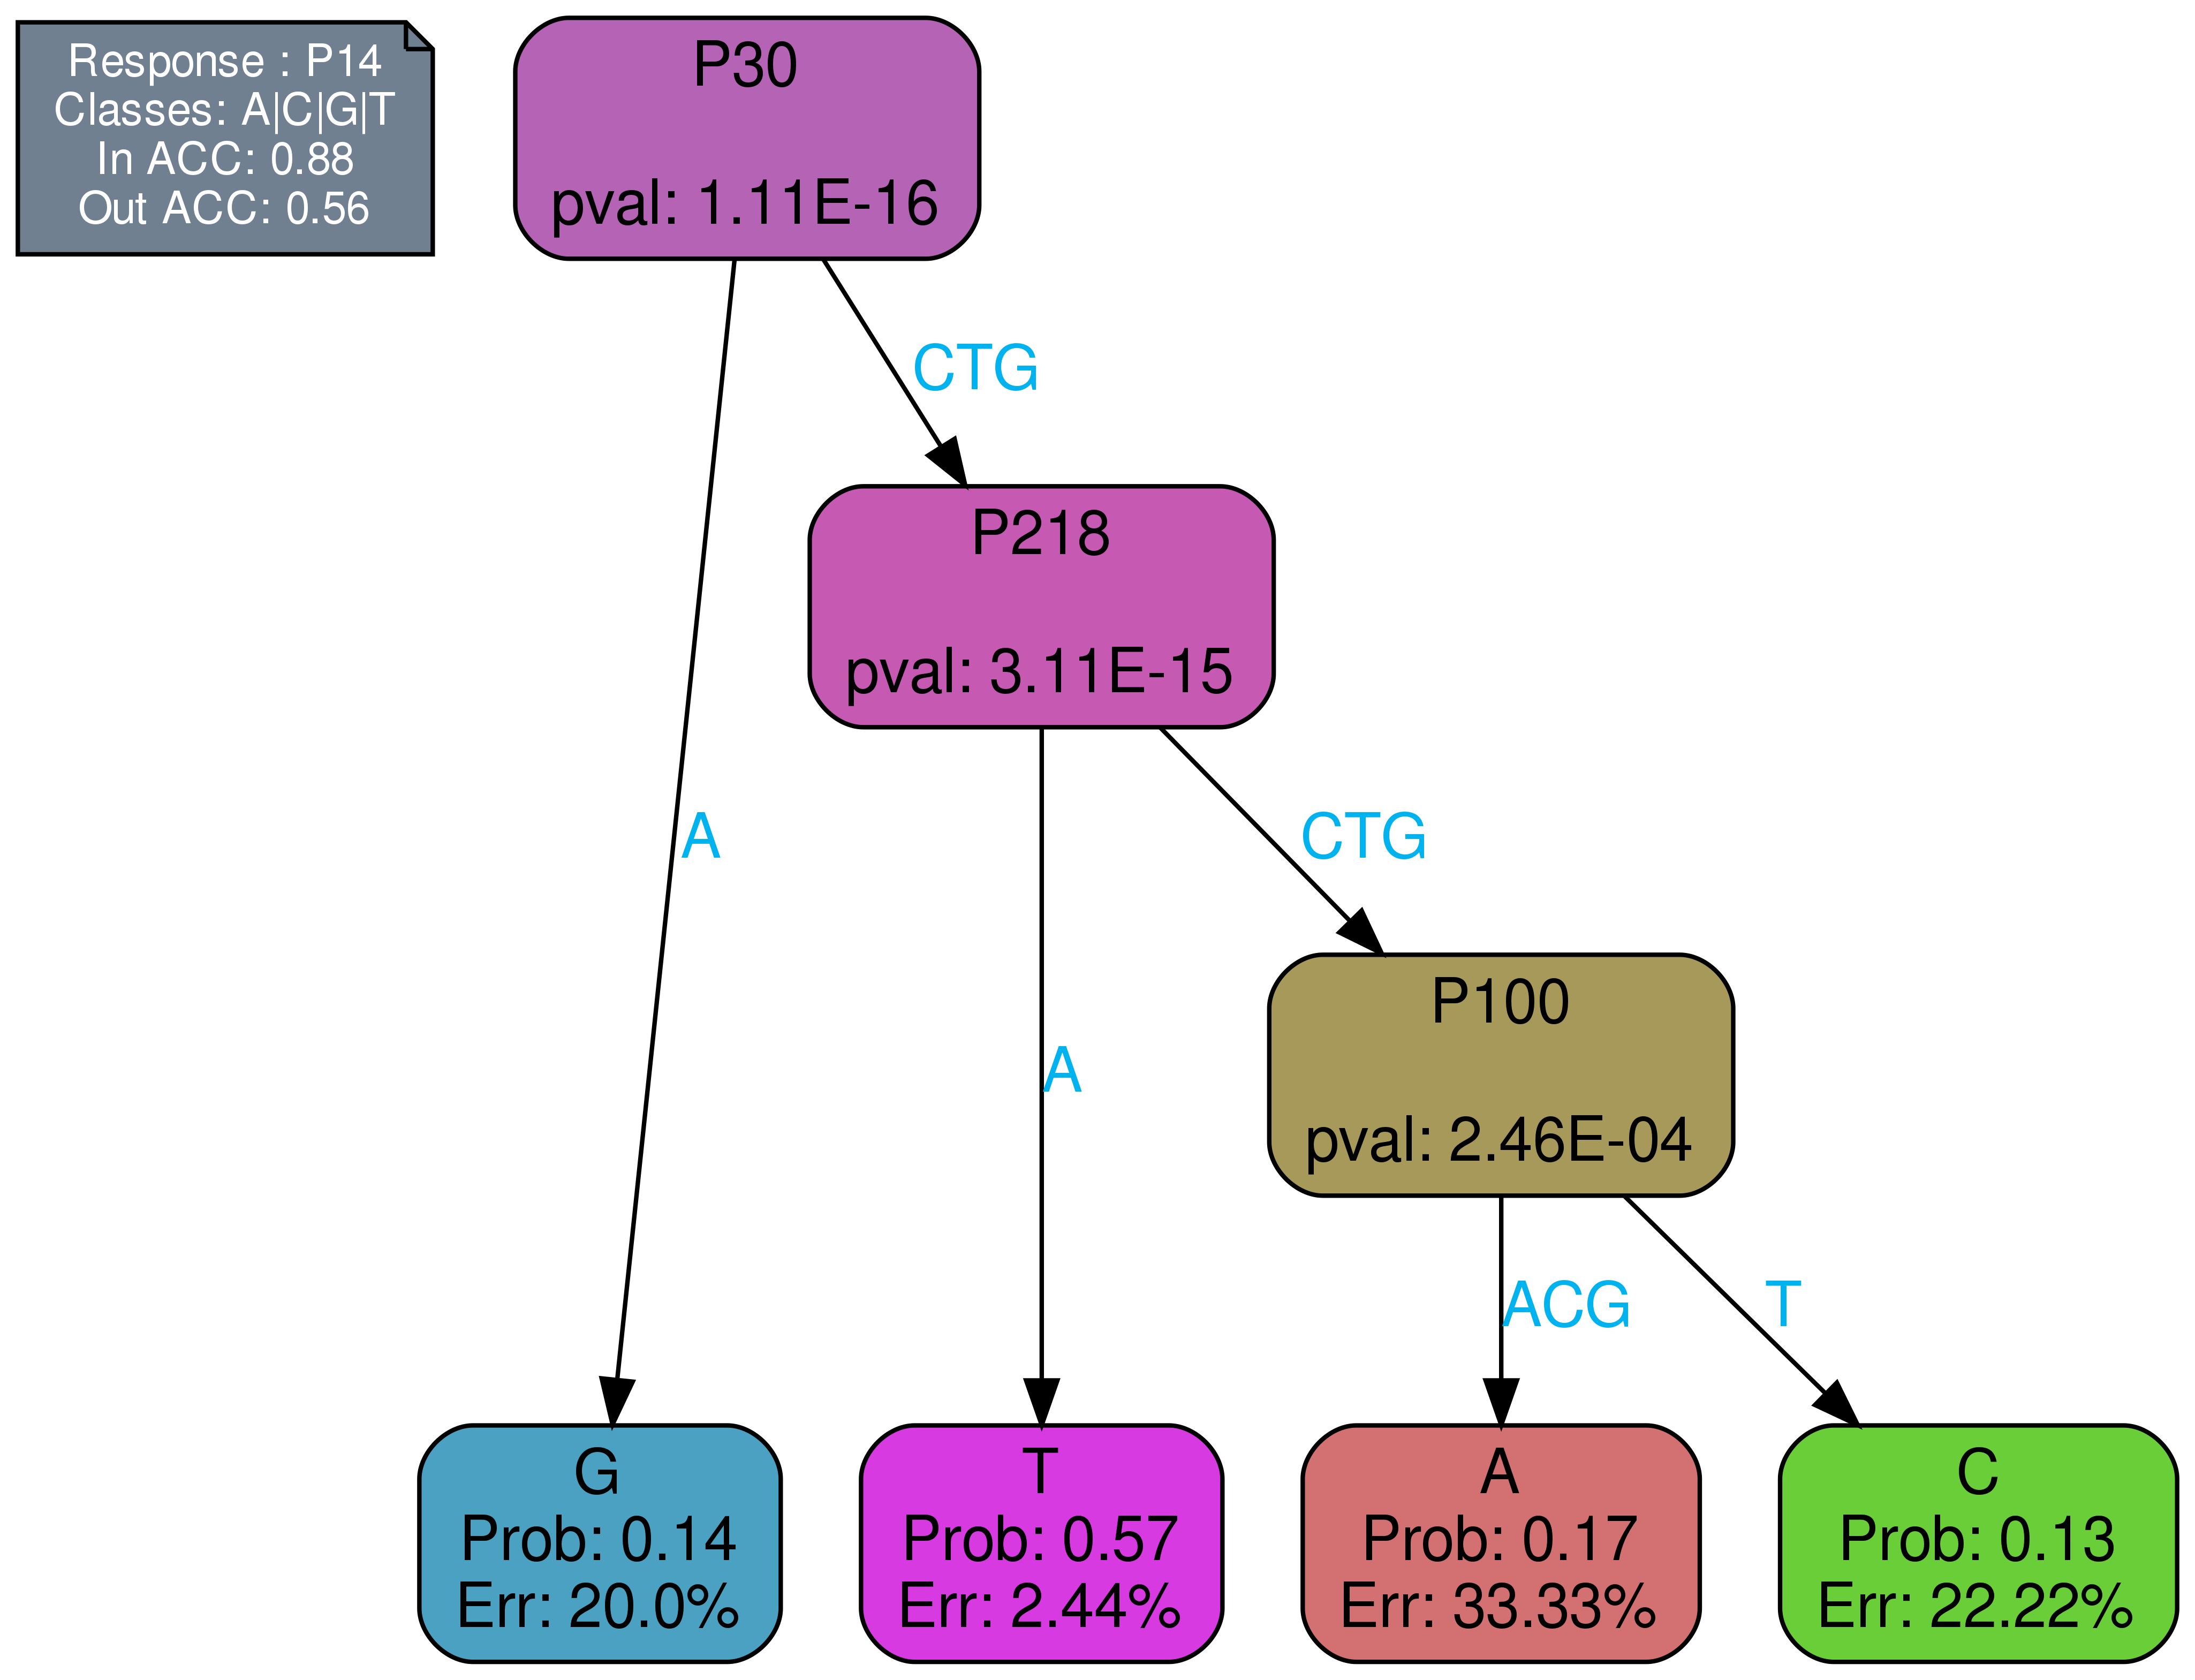 Response : P14
Classes: A|C|G|T
In ACC: 0.88
Out ACC: 0.56
P30
pval: 1.11E-16
CTG
P218
pval: 3.11E-15
A
CTG
P100
pval: 2.46E-04
A
ACG
T
G
Prob: 0.14
Err: 20.0%
T
Prob: 0.57
Err: 2.44%
A
Prob: 0.17
Err: 33.33%
C
Prob: 0.13
Err: 22.22%